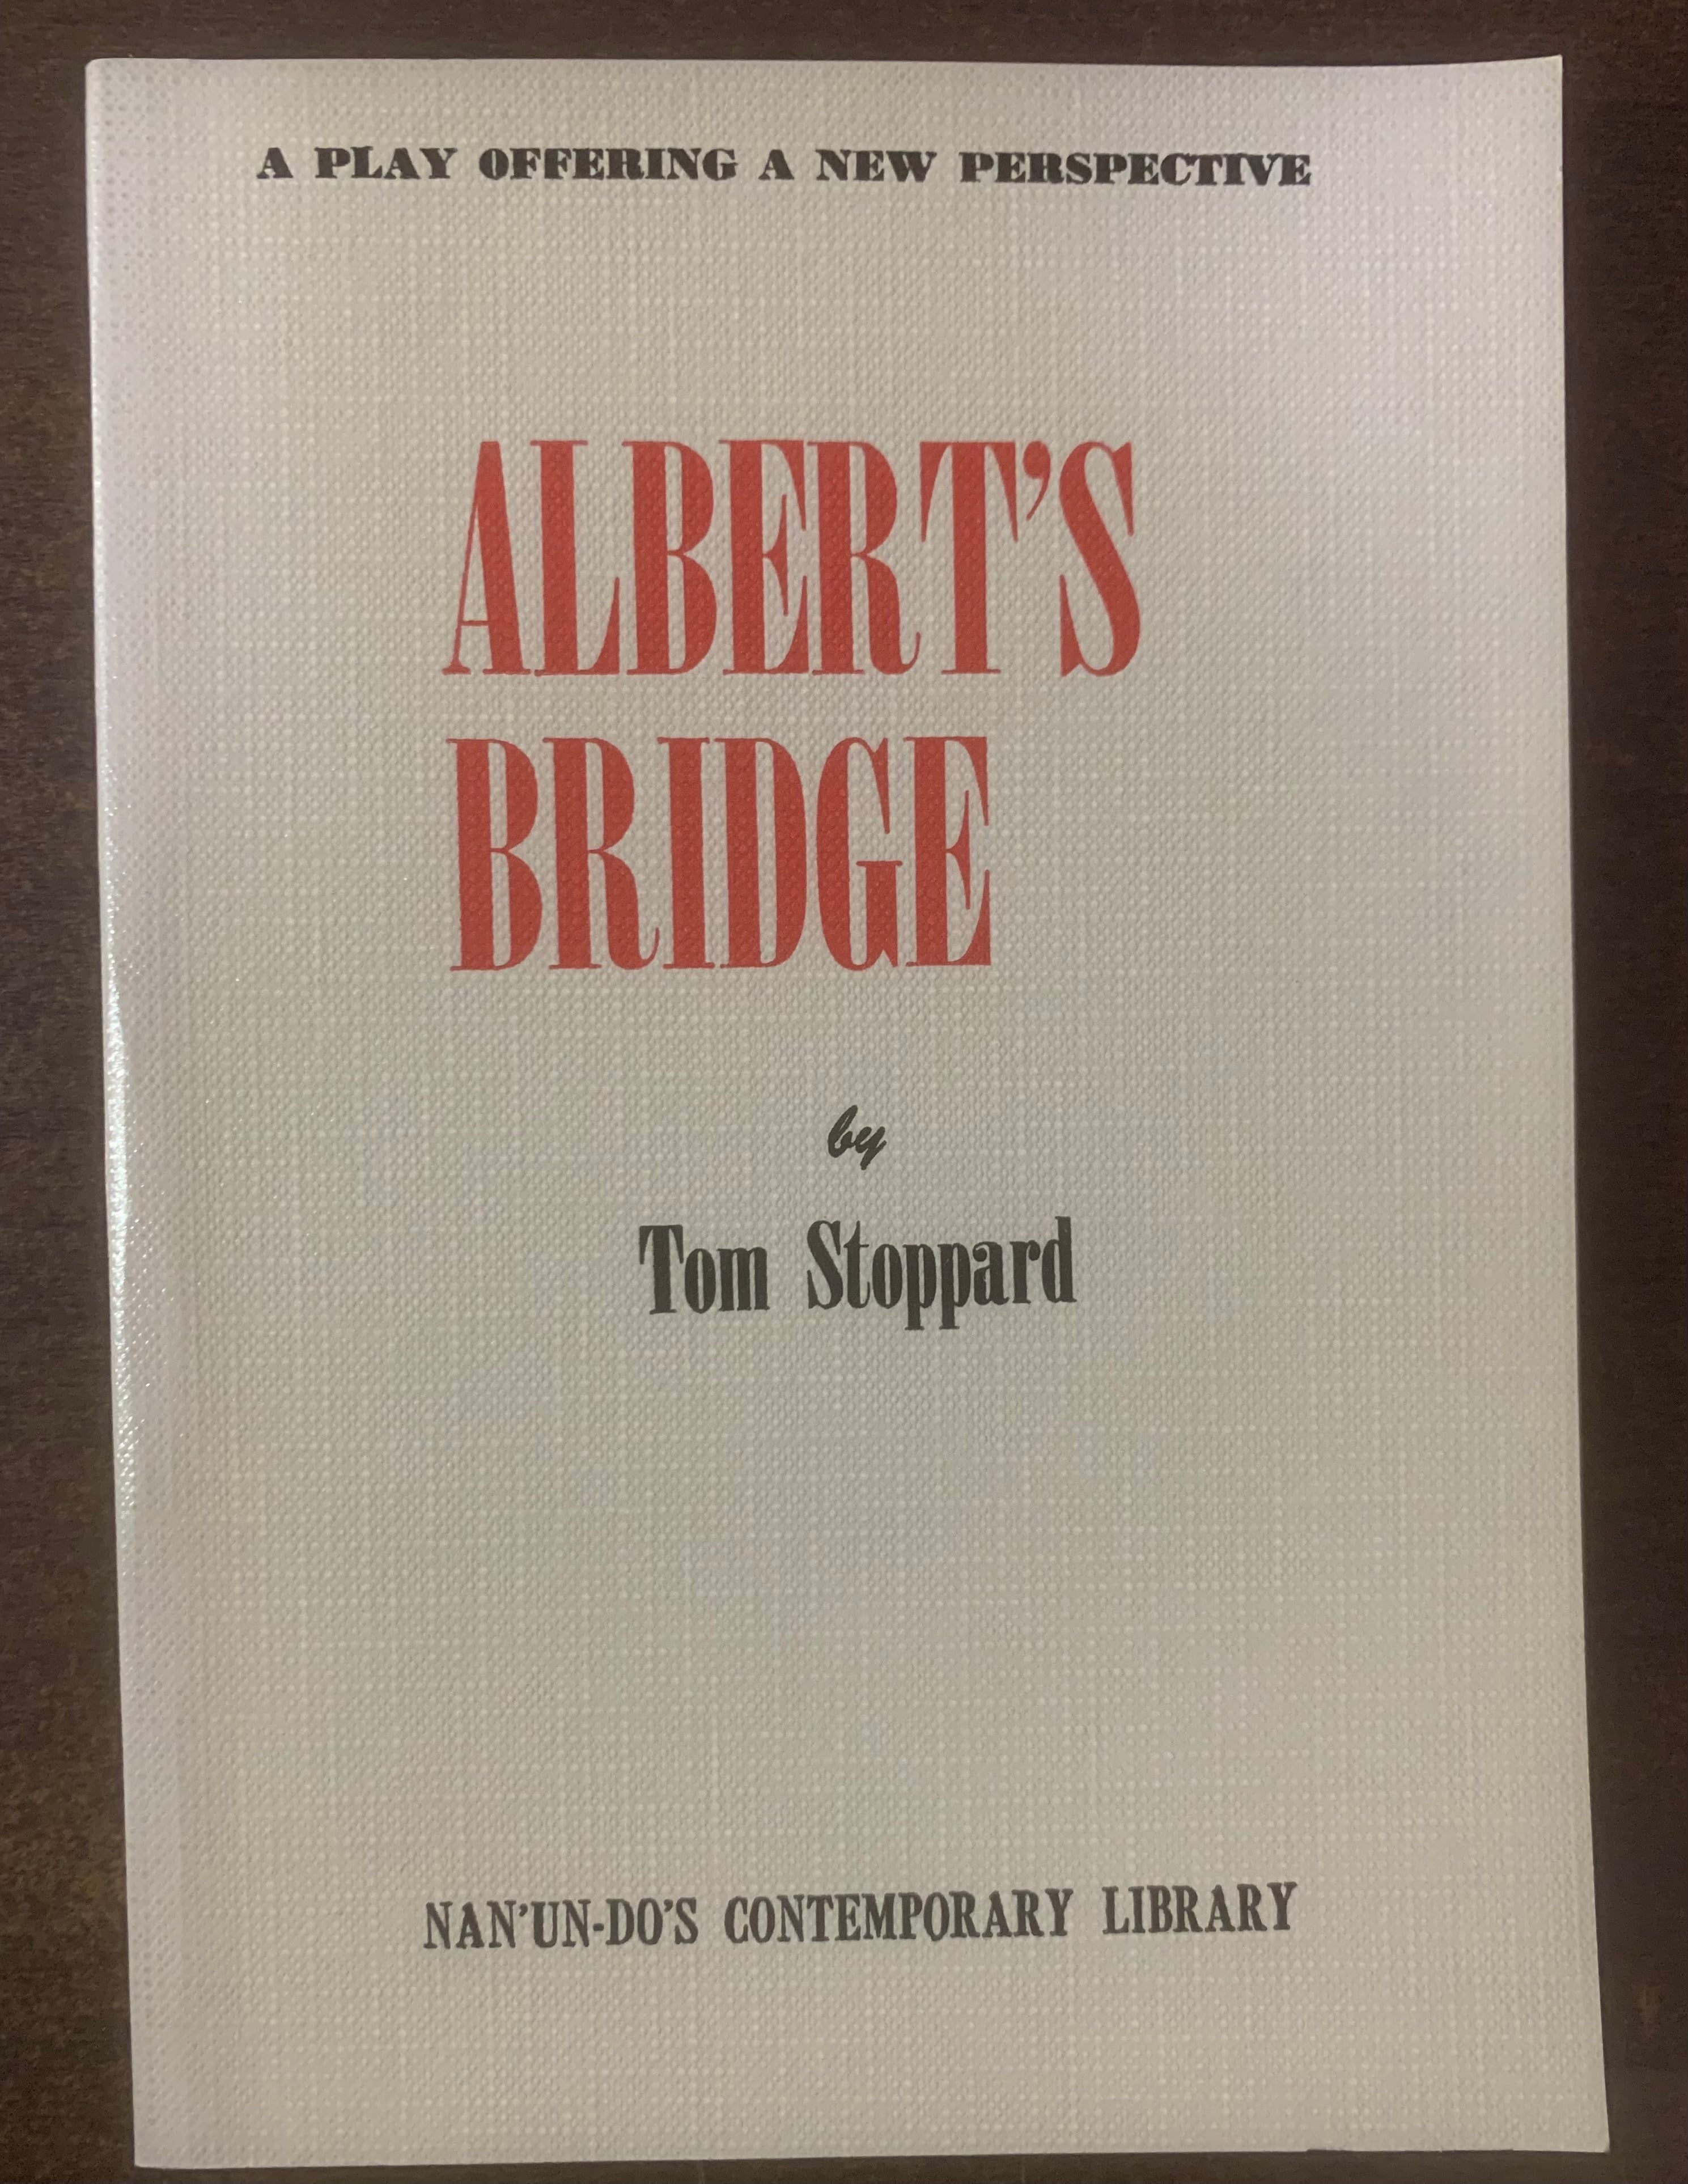 A PLAY OFFERING A NEW PERSPECTIVE
ALBERT’S
BRIDGE
by
Tom Stoppard
NAN’UN-DO’S CONTEMPORARY LIBRARY